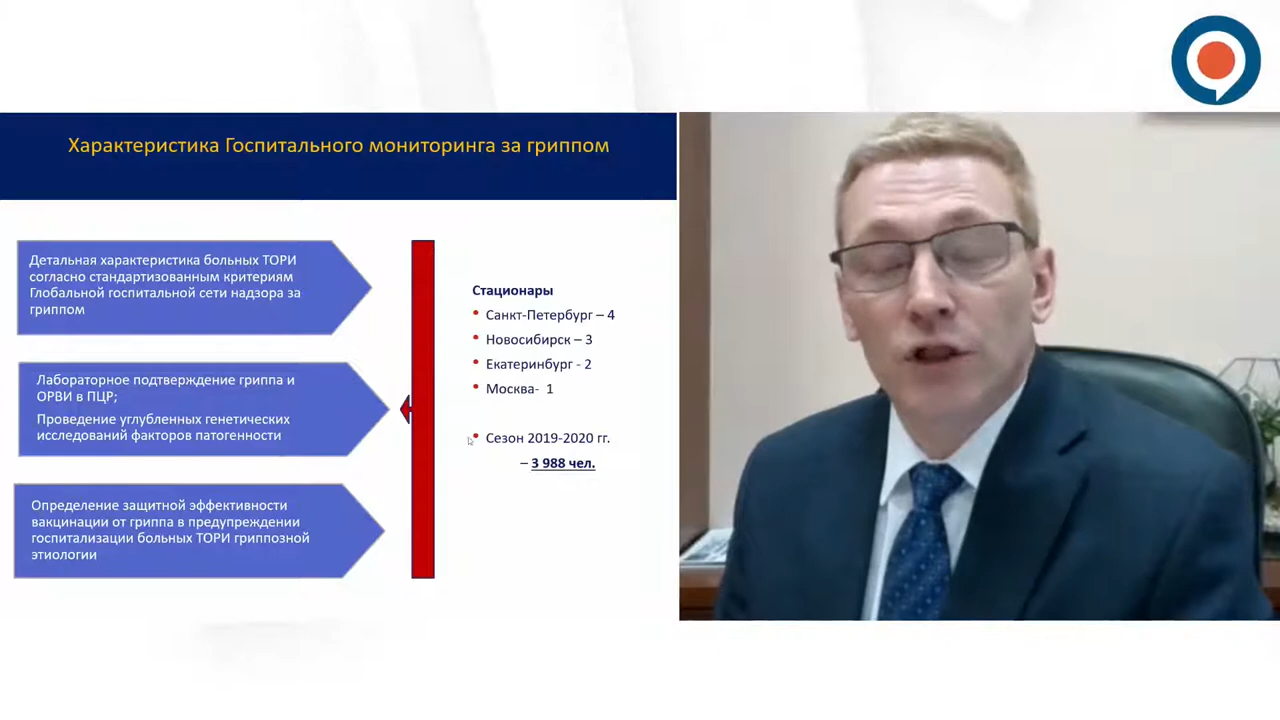 Характеристика Госпитального мониторинга за гриппом
Детальная характеристика больных ТОРИ
согласно стандартизованным критериям
Глобальной госпитальной сети надзора за
гриппом
Лабораторное подтверждение гриппа и
ОРВИ в ПЦР;
Проведение углубленных генетических
исследований факторов патогенности
Определение защитной эффективности
вакцинации от гриппа в предупреждении
госпитализации больных ТОРИ гриппозной
этиологии
Стационары
• Санкт-Петербург – 4
• Новосибирск – 3
• Екатеринбург - 2
• Москва- 1
• Сезон 2019-2020 гг.
– 3 988 чел.